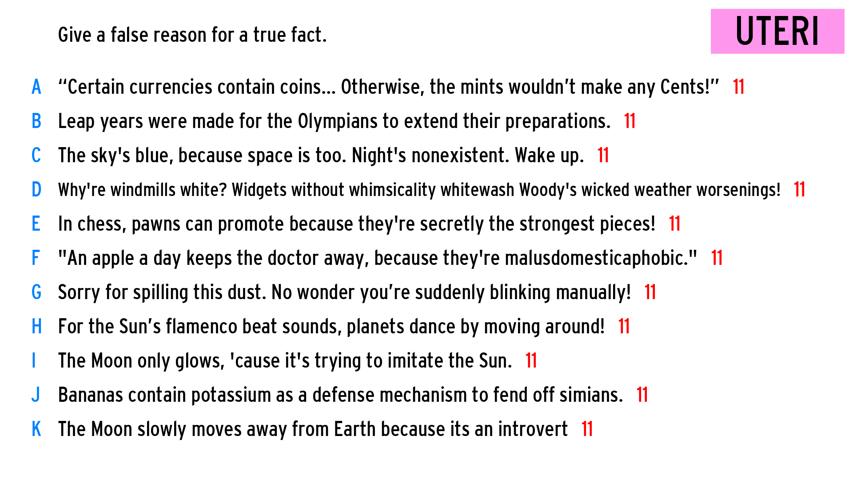 Give a false reason for a true fact.
UTERI
A “Certain currencies contain coins... Otherwise, the mints wouldn’t make any Cents!” 11
B Leap years were made for the Olympians to extend their preparations. 11
C The sky's blue, because space is too. Night's nonexistent. Wake up. 11
D Why're windmills white? Widgets without whimsicality whitewash Woody's wicked weather worsenings! 11
E In chess, pawns can promote because they're secretly the strongest pieces! 11
F "An apple a day keeps the doctor away, because they're malusdomesticaphobic." 11
G Sorry for spilling this dust. No wonder you’re suddenly blinking manually! 11
H For the Sun’s flamenco beat sounds, planets dance by moving around! 11
I The Moon only glows, 'cause it's trying to imitate the Sun. 11
J Bananas contain potassium as a defense mechanism to fend off simians. 11
K The Moon slowly moves away from Earth because its an introvert 11